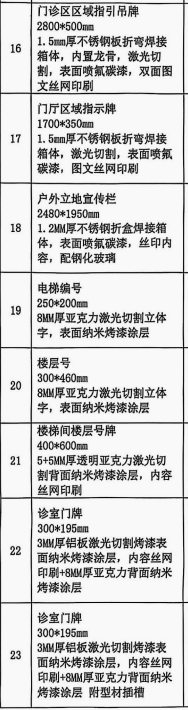 门诊区区域指引吊牌
16
2800*500mm
1.5mm厚不锈钢板折弯焊接
箱体，内置龙骨，激光切
割，表面喷氟碳漆，双面图
文丝网印刷
门厅区域指示牌
17
1700*350mm
1.5mm厚不锈钢板折弯焊接
箱体，激光切割，表面喷氟
碳漆，图文丝网印刷
户外立地宣传栏
18
2480*1950mm
1.2MM厚不锈钢折盒焊接箱
体，表面喷氟碳漆，丝印内
容，配钢化玻璃
电梯编号
19
250*200mm
8MM厚亚克力激光切割立体
字，表面纳米烤漆涂层
楼层号
20
300*460mm
8MM厚亚克力激光切割立体
字，表面纳米烤漆涂层
楼梯间楼层号牌
21
400*600mm
5+5MM厚透明亚克力激光切
割背面纳米烤漆涂层，内容
丝网印刷
诊室门牌
22
300*195mm
3MM厚铝板激光切割烤漆表
面纳米烤漆涂层，内容丝网
印刷+8MM厚亚克力背面纳米
烤漆涂层
诊室门牌
23
300*195mm
3MM厚铝板激光切割烤漆表
面纳米烤漆涂层，内容丝网
印刷+8MM厚亚克力背面纳米
烤漆涂层 附型材插槽